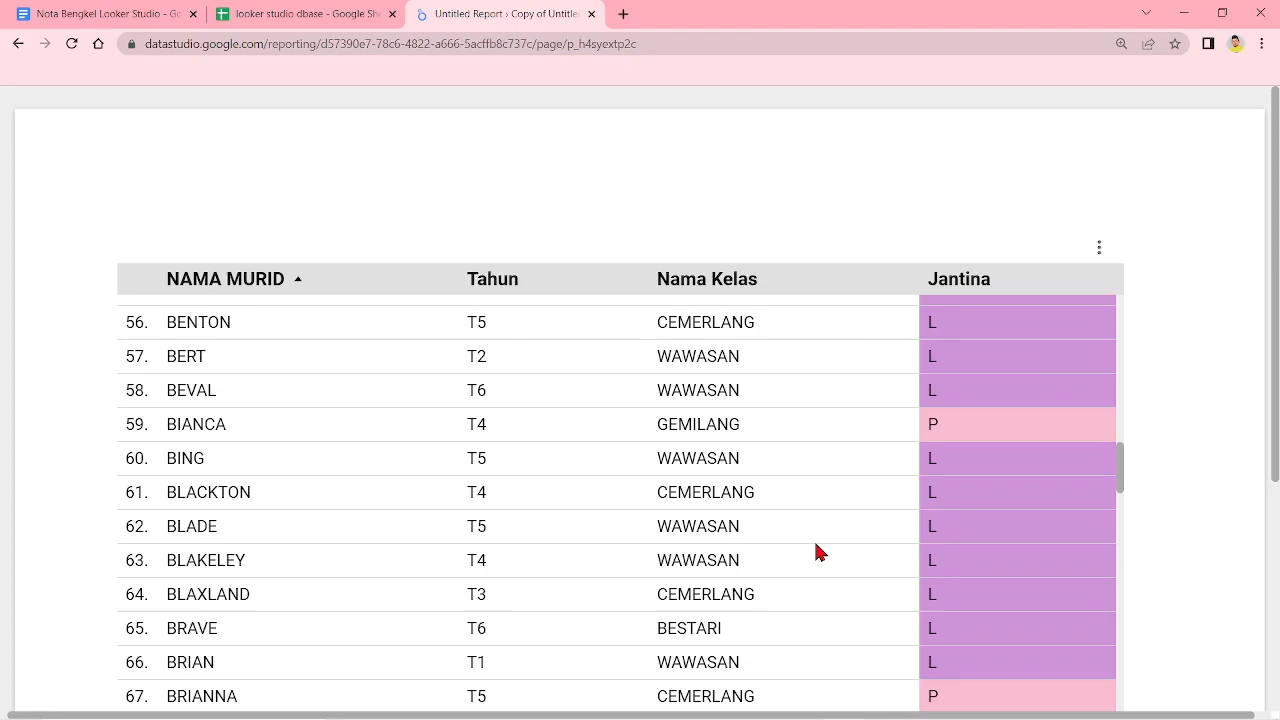 Nota Bengkel Looker Studio - Go
looker studio dbase - Google She
Untitled Report › Copy of Untitle
datastudio.google.com/reporting/d57390e7-78c6-4822-a666-5acffb8c737c/page/p_h4syextp2c
NAMA MURID Tahun Nama Kelas Jantina
56. BENTON T5 CEMERLANG L
57. BERT T2 WAWASAN L
58. BEVAL T6 WAWASAN L
59. BIANCA T4 GEMILANG P
60. BING T5 WAWASAN L
61. BLACKTON T4 CEMERLANG L
62. BLADE T5 WAWASAN L
63. BLAKELEY T4 WAWASAN L
64. BLAXLAND T3 CEMERLANG L
65. BRAVE T6 BESTARI L
66. BRIAN T1 WAWASAN L
67. BRIANNA T5 CEMERLANG P